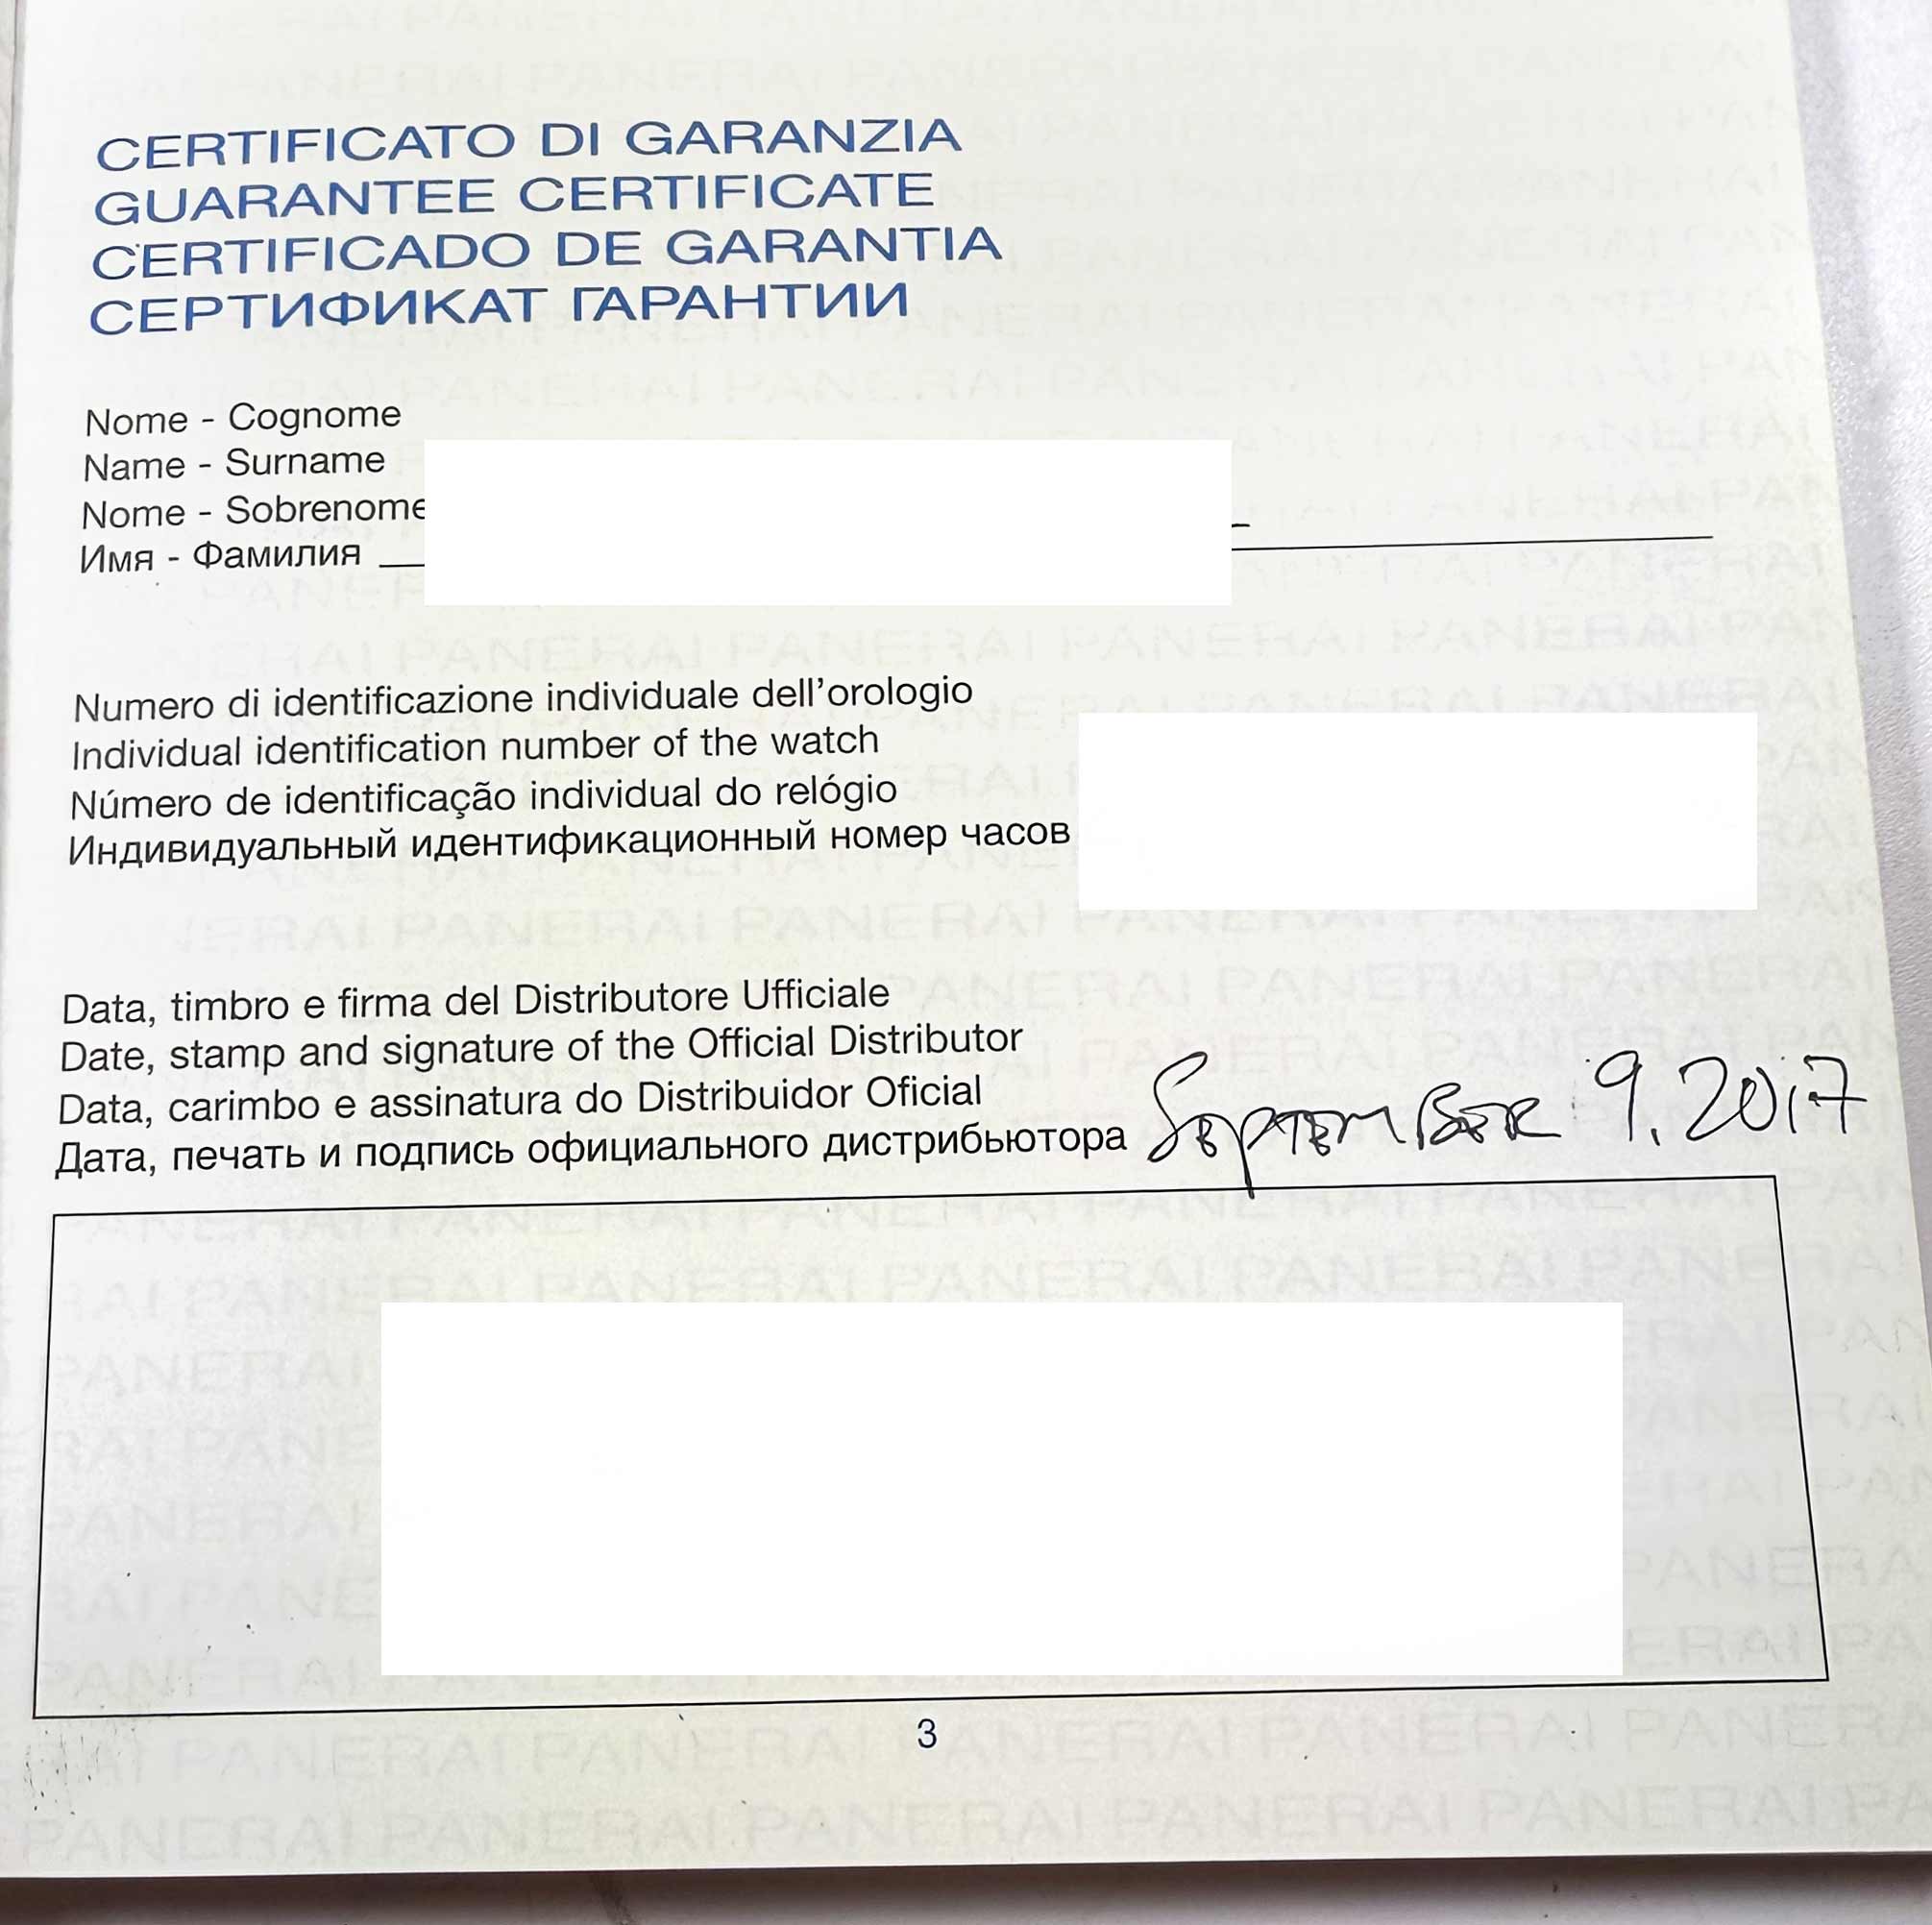 CERTIFICATO DI GARANZIA
GUARANTEE CERTIFICATE
CERTIFICADO DE GARANTIA
СЕРТИФИКАТ ГАРАНТИИ
Nome - Cognome
Name - Surname
Nome - Sobrenome
Имя - Фамилия
Numero di identificazione individuale dell'orologio
Individual identification number of the watch
Número de identificação individual do relógio
Индивидуальный идентификационный номер часов
Data, timbro e firma del Distributore Ufficiale
Date, stamp and signature of the Official Distributor
Data, carimbo e assinatura do Distribuidor Oficial
Дата, печать и подпись официального дистрибьютора SEPTEMBER 9. 2017
3